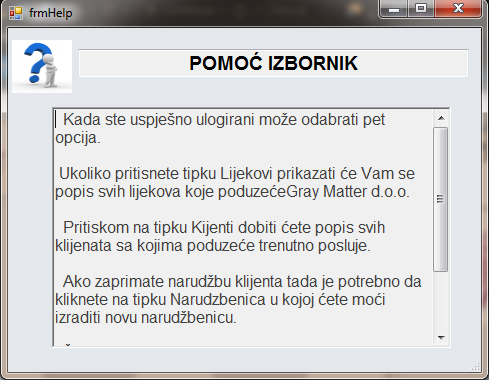 frmHelp
POMOĆ IZBORNIK
Kada ste uspješno ulogirani može odabrati pet
opcija.
Ukoliko pritisnete tipku Lijekovi prikazati će Vam se
popis svih lijekova koje poduzećeGray Matter d.o.o.
Pritiskom na tipku Kijenti dobiti ćete popis svih
klijenata sa kojima poduzeće trenutno posluje.
Ako zaprimate narudžbu klijenta tada je potrebno da
kliknete na tipku Narudzbenica u kojoj ćete moći
izraditi novu narudžbenicu.